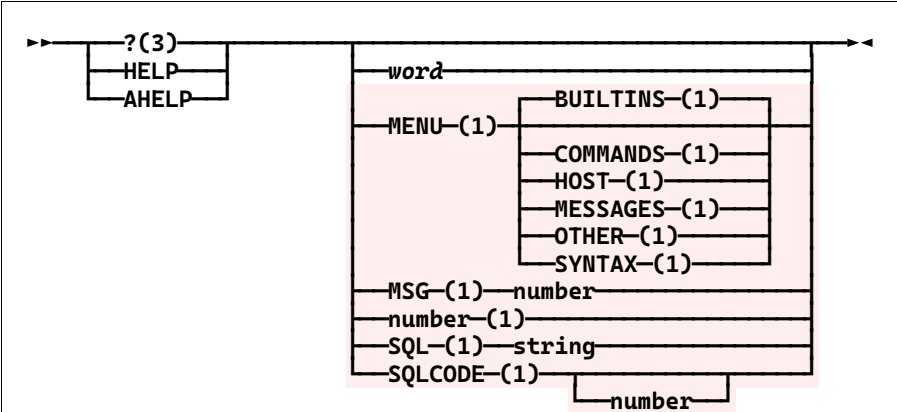 ?(3)
HELP
word
AHELP
BUILTINS (1)
MENU (1)
COMMANDS (1)
HOST (1)
MESSAGES (1)
OTHER (1)
SYNTAX (1)
MSG (1) number
number (1)
SQL (1) string
SQLCODE (1)
number